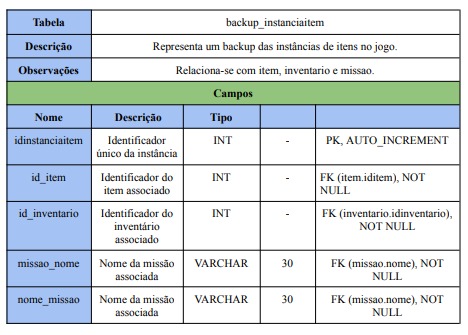 Tabela backup_instanciaitem
Descrição Representa um backup das instâncias de itens no jogo.
Observações Relaciona-se com item, inventario e missao.
Campos
Nome Descrição Tipo
idinstanciaitem Identificador único da instância INT - PK, AUTO_INCREMENT
id_item Identificador do item associado INT - FK (item.iditem), NOT NULL
id_inventario Identificador do inventário associado INT - FK (inventario.idinventario), NOT NULL
missao_nome Nome da missão associada VARCHAR 30 FK (missao.nome), NOT NULL
nome_missao Nome da missão associada VARCHAR 30 FK (missao.nome), NOT NULL